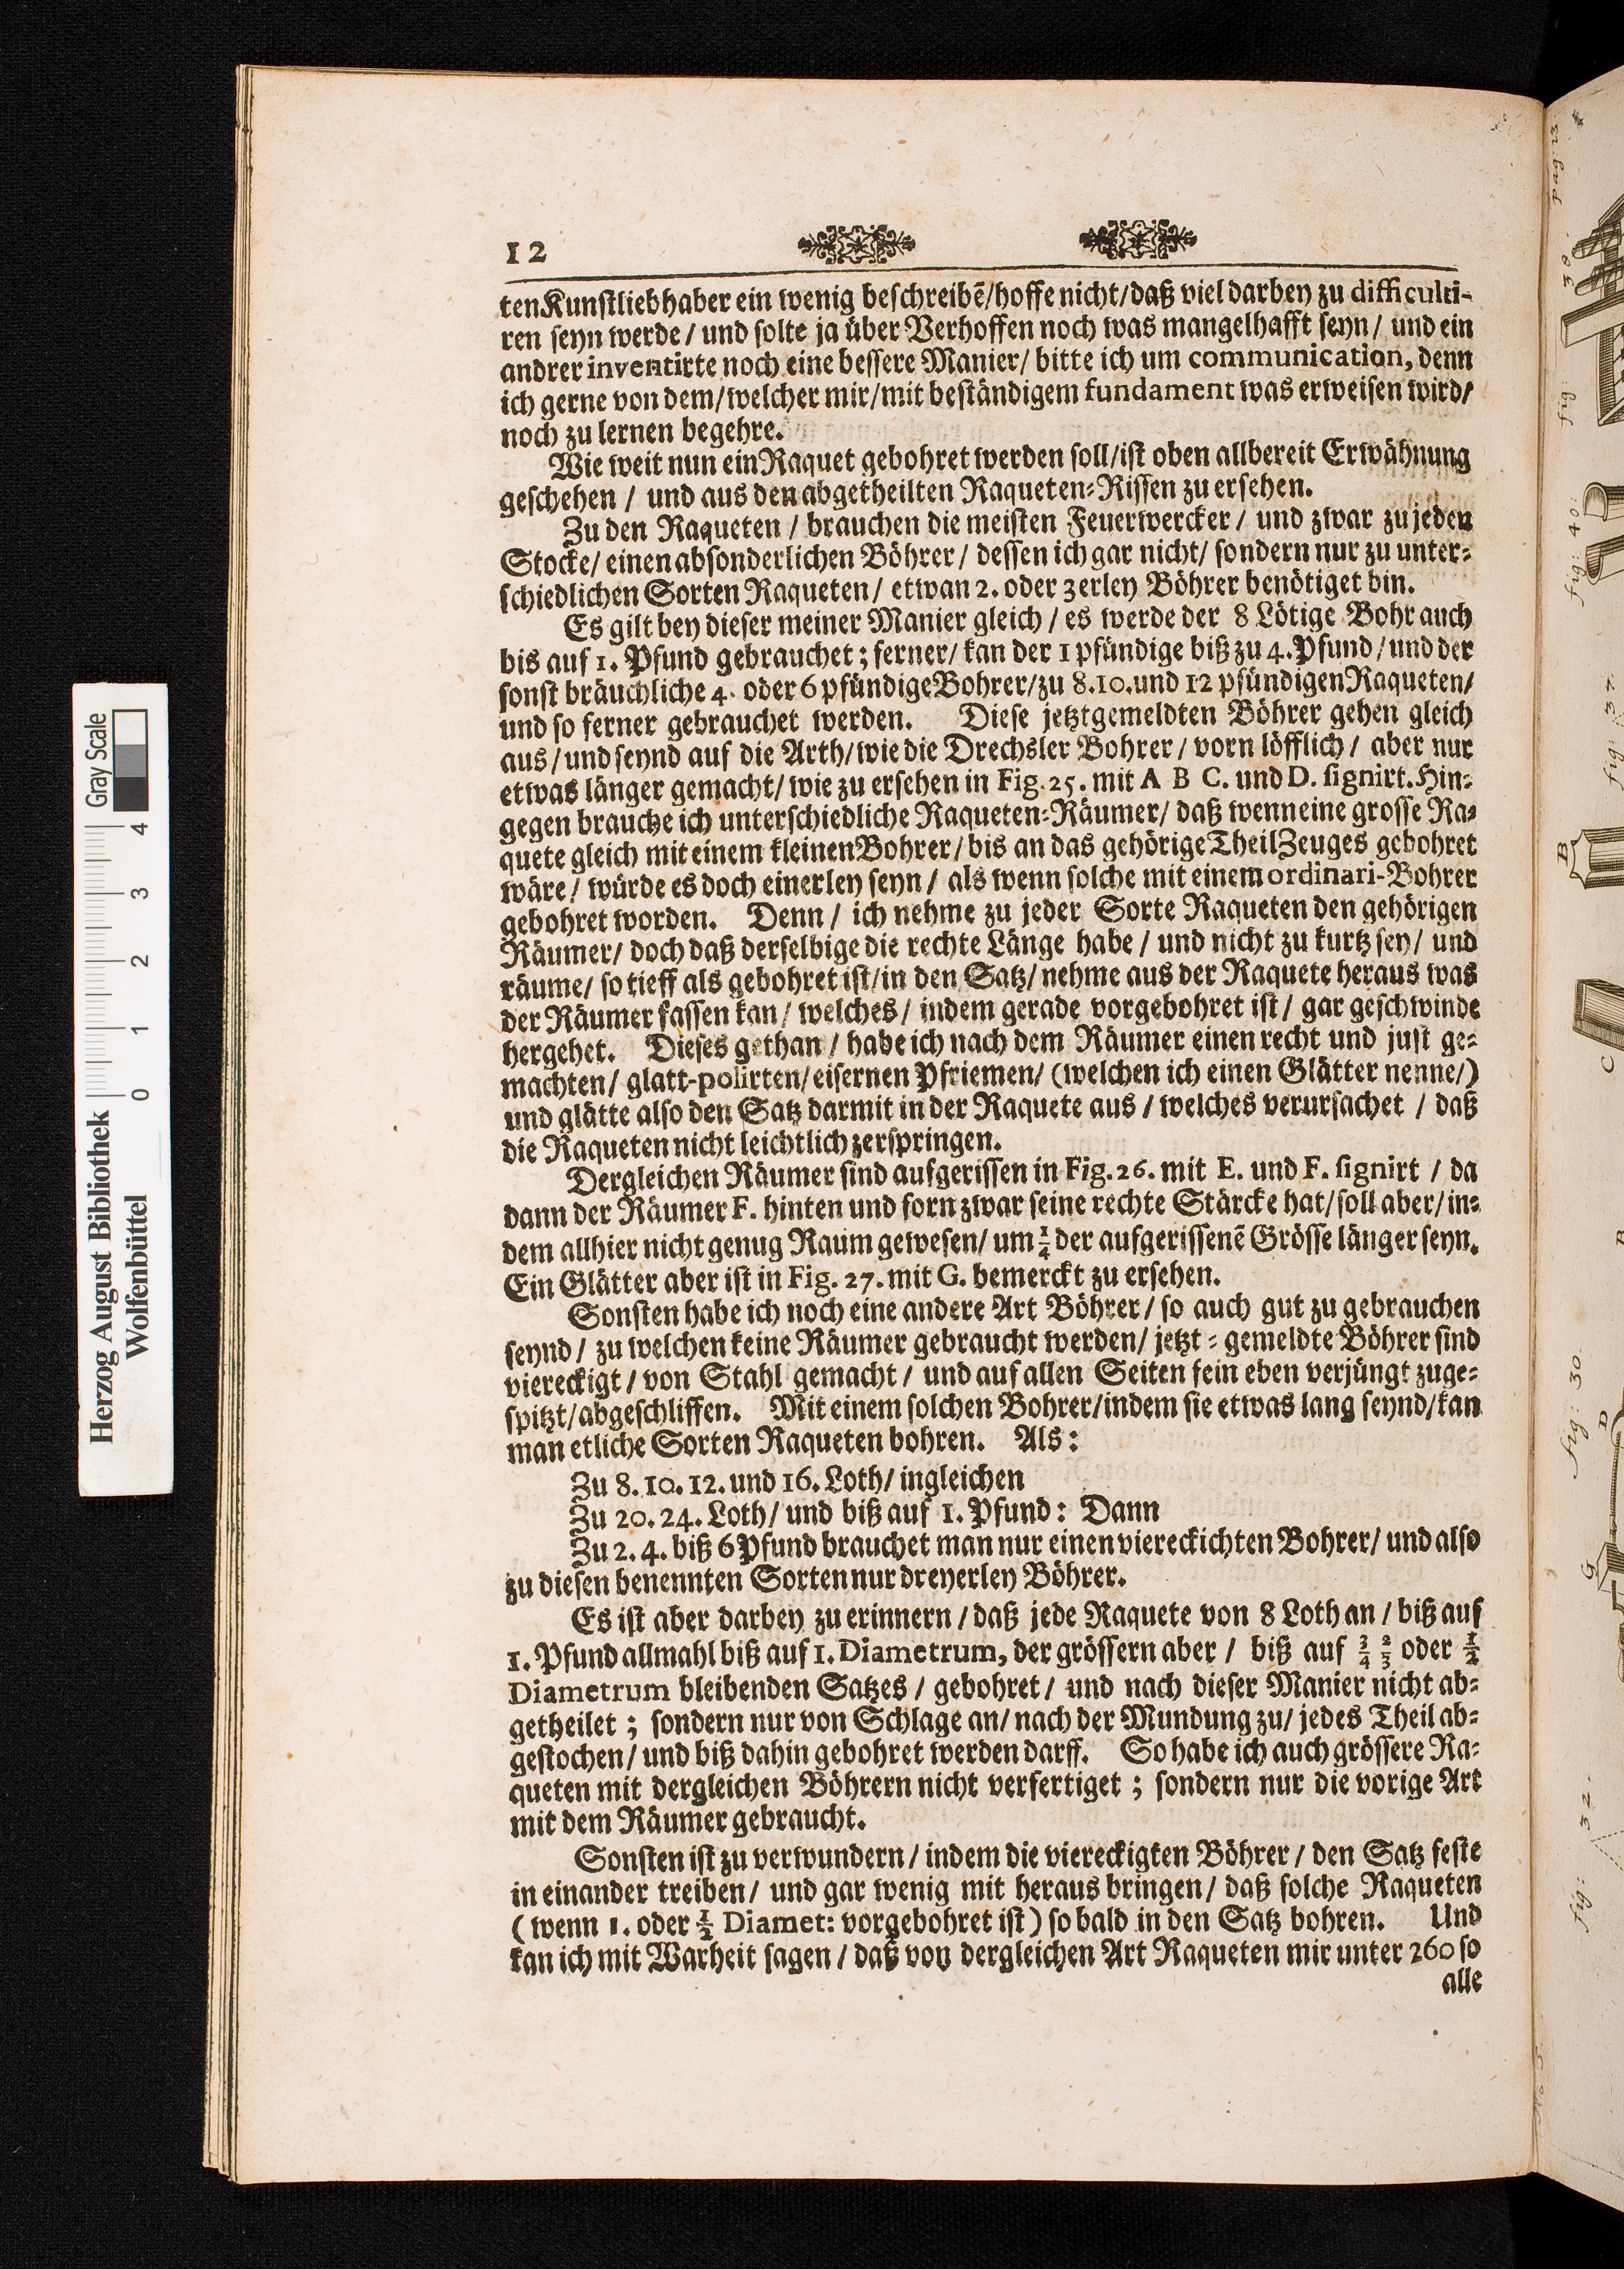 12
ten Kunstliebhaber ein wenig beschreibē/hoffe nicht/daß viel darbey zu difficulti-
ren seyn werde / und solte ja über Verhoffen noch was mangelhafft seyn / und ein
andrer inventirte noch eine bessere Manier/ bitte ich um communication, denn
ich gerne von dem/welcher mir/mit beständigem fundament was erweisen wird/
noch zu lernen begehre.
Wie weit nun ein Raquet gebohret werden soll/ist oben allbereit Erwähnung
geschehen / und aus den abgetheilten Raqueten-Rissen zu ersehen.
Zu den Raqueten / brauchen die meisten Feuerwercker / und zwar zu jeden
Stocke/ einen absonderlichen Böhrer / dessen ich gar nicht/ sondern nur zu unter-
schiedlichen Sorten Raqueten / etwan 2. oder 3erley Böhrer benötiget bin.
Es gilt bey dieser meiner Manier gleich / es werde der 8 Lötige Bohr auch
bis auf 1. Pfund gebrauchet ; ferner/ kan der 1 pfündige biß zu 4. Pfund / und der
sonst bräuchliche 4. oder 6 pfündige Bohrer/zu 8.10.und 12 pfündigen Raqueten/
und so ferner gebrauchet werden. Diese jetztgemeldten Böhrer gehen gleich
aus / und seynd auf die Arth/wie die Drechsler Bohrer / vorn löfflich / aber nur
etwas länger gemacht/ wie zu ersehen in Fig. 25. mit A B C. und D. signirt. Hin-
gegen brauche ich unterschiedliche Raqueten-Räumer/ daß wenn eine grosse Ra-
quete gleich mit einem kleinen Bohrer / bis an das gehörige Theil Zeuges gebohret
wäre / würde es doch einerley seyn / als wenn solche mit einem ordinari-Bohrer
gebohret worden. Denn / ich nehme zu jeder Sorte Raqueten den gehörigen
Räumer/ doch daß derselbige die rechte Länge habe / und nicht zu kurtz sey / und
räume/ so tieff als gebohret ist/in den Satz/ nehme aus der Raquete heraus was
der Räumer fassen kan / welches / indem gerade vorgebohret ist / gar geschwinde
hergehet. Dieses gethan / habe ich nach dem Räumer einen recht und just ge-
machten/ glatt-polirten/ eisernen Pfriemen/ (welchen ich einen Glätter nenne/)
und glätte also den Satz darmit in der Raquete aus / welches verursachet / daß
die Raqueten nicht leichtlich zerspringen.
Dergleichen Räumer sind aufgerissen in Fig. 26. mit E. und F. signirt / da
dann der Räumer F. hinten und forn zwar seine rechte Stärcke hat/soll aber/in-
dem allhier nicht genug Raum gewesen/ um ¼ der aufgerissenē Grösse länger seyn.
Ein Glätter aber ist in Fig. 27. mit G. bemerckt zu ersehen.
Sonsten habe ich noch eine andere Art Böhrer / so auch gut zu gebrauchen
seynd / zu welchen keine Räumer gebraucht werden/ jetzt-gemeldte Böhrer sind
viereckigt / von Stahl gemacht / und auf allen Seiten fein eben verjüngt zuge-
spitzt/abgeschliffen. Mit einem solchen Bohrer/indem sie etwas lang seynd/kan
man etliche Sorten Raqueten bohren. Als :
Zu 8. 10. 12. und 16. Loth/ ingleichen
Zu 20. 24. Loth/ und biß auf 1. Pfund : Dann
Zu 2. 4. biß 6 Pfund brauchet man nur einen viereckichten Bohrer/ und also
zu diesen benennten Sorten nur dreyerley Böhrer.
Es ist aber darbey zu erinnern / daß jede Raquete von 8 Loth an / biß auf
1. Pfund allmahl biß auf 1. Diametrum, der grössern aber / biß auf ¾ ⅔ oder ½
Diametrum bleibenden Satzes / gebohret / und nach dieser Manier nicht ab-
getheilet ; sondern nur von Schlage an/ nach der Mundung zu/ jedes Theil ab-
gestochen/ und biß dahin gebohret werden darff. So habe ich auch grössere Ra-
queten mit dergleichen Böhrern nicht verfertiget ; sondern nur die vorige Art
mit dem Räumer gebraucht.
Sonsten ist zu verwundern / indem die viereckigten Böhrer / den Satz feste
in einander treiben / und gar wenig mit heraus bringen / daß solche Raqueten
( wenn 1. oder ½ Diamet: vorgebohret ist ) so bald in den Satz bohren. Und
kan ich mit Warheit sagen / daß von dergleichen Art Raqueten mir unter 260 so
alle
Herzog August Bibliothek
Wolfenbüttel
0 1 2 3 4
Gray Scale
pag. 13
fig. 38.
fig: 40:
fig: 37.
B
C
fig: 30
D
G
fig: 32.